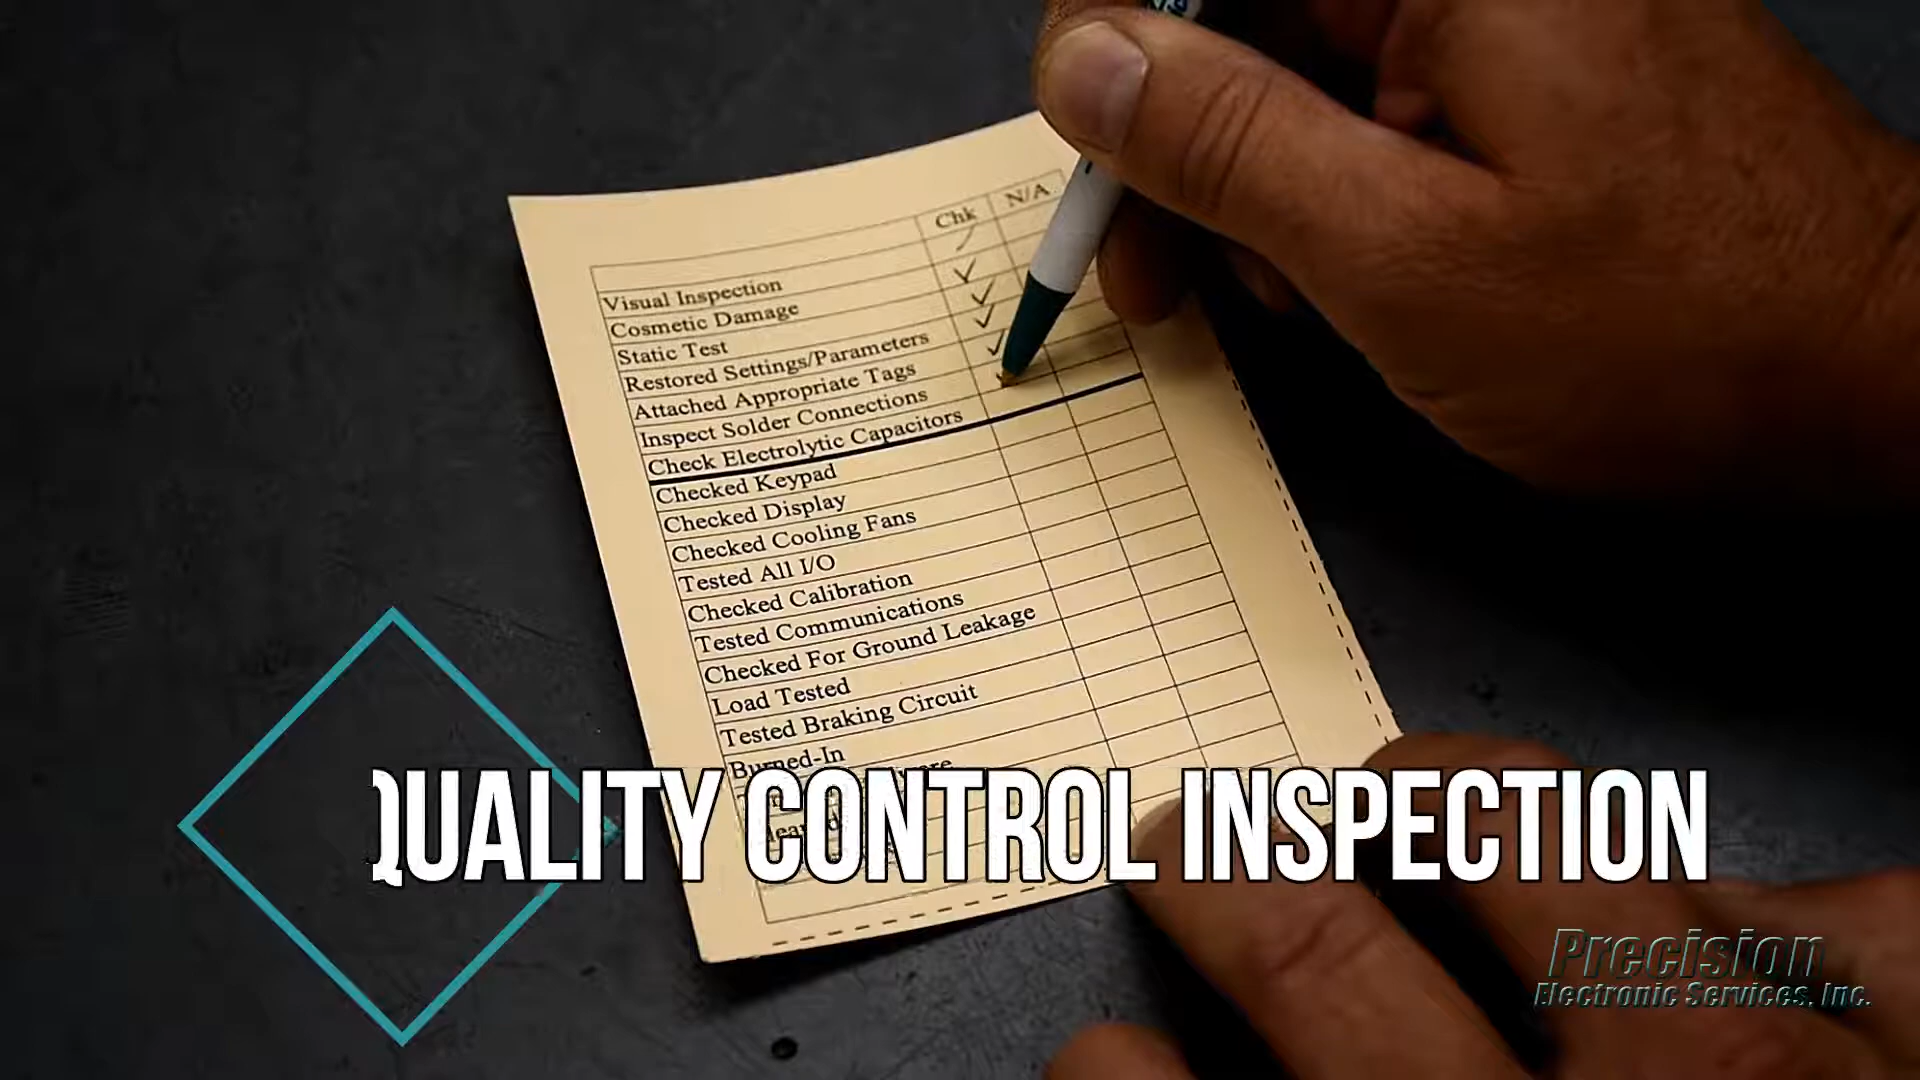 Chk N/A
Visual Inspection
Cosmetic Damage
Static Test
Restored Settings/Parameters
Attached Appropriate Tags
Inspect Solder Connections
Check Electrolytic Capacitors
Checked Keypad
Checked Display
Checked Cooling Fans
Tested All I/O
Checked Calibration
Tested Communications
Checked For Ground Leakage
Load Tested
Tested Braking Circuit
Burned-In
QUALITY CONTROL INSPECTION
Precision
Electronic Services, Inc.